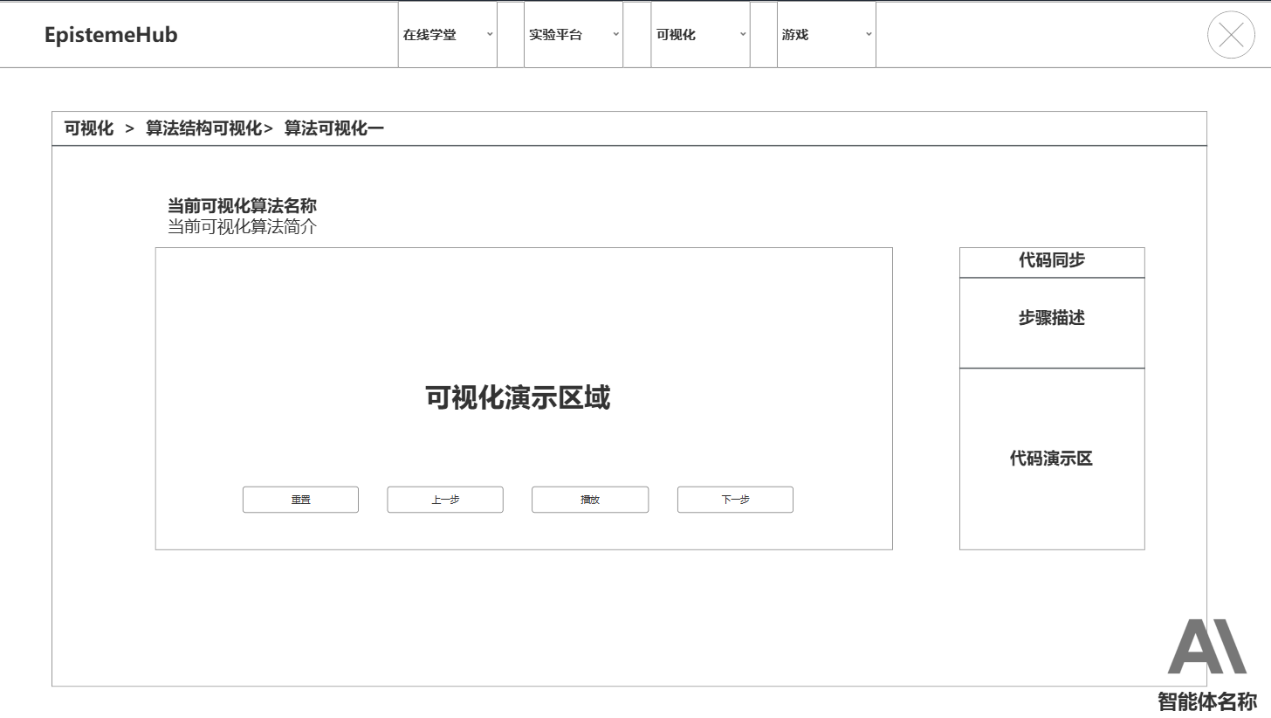 EpistemeHub
在线学堂
实验平台
可视化
游戏
可视化 > 算法结构可视化> 算法可视化一
当前可视化算法名称
当前可视化算法简介
可视化演示区域
重置
上一步
播放
下一步
代码同步
步骤描述
代码演示区
AI
智能体名称